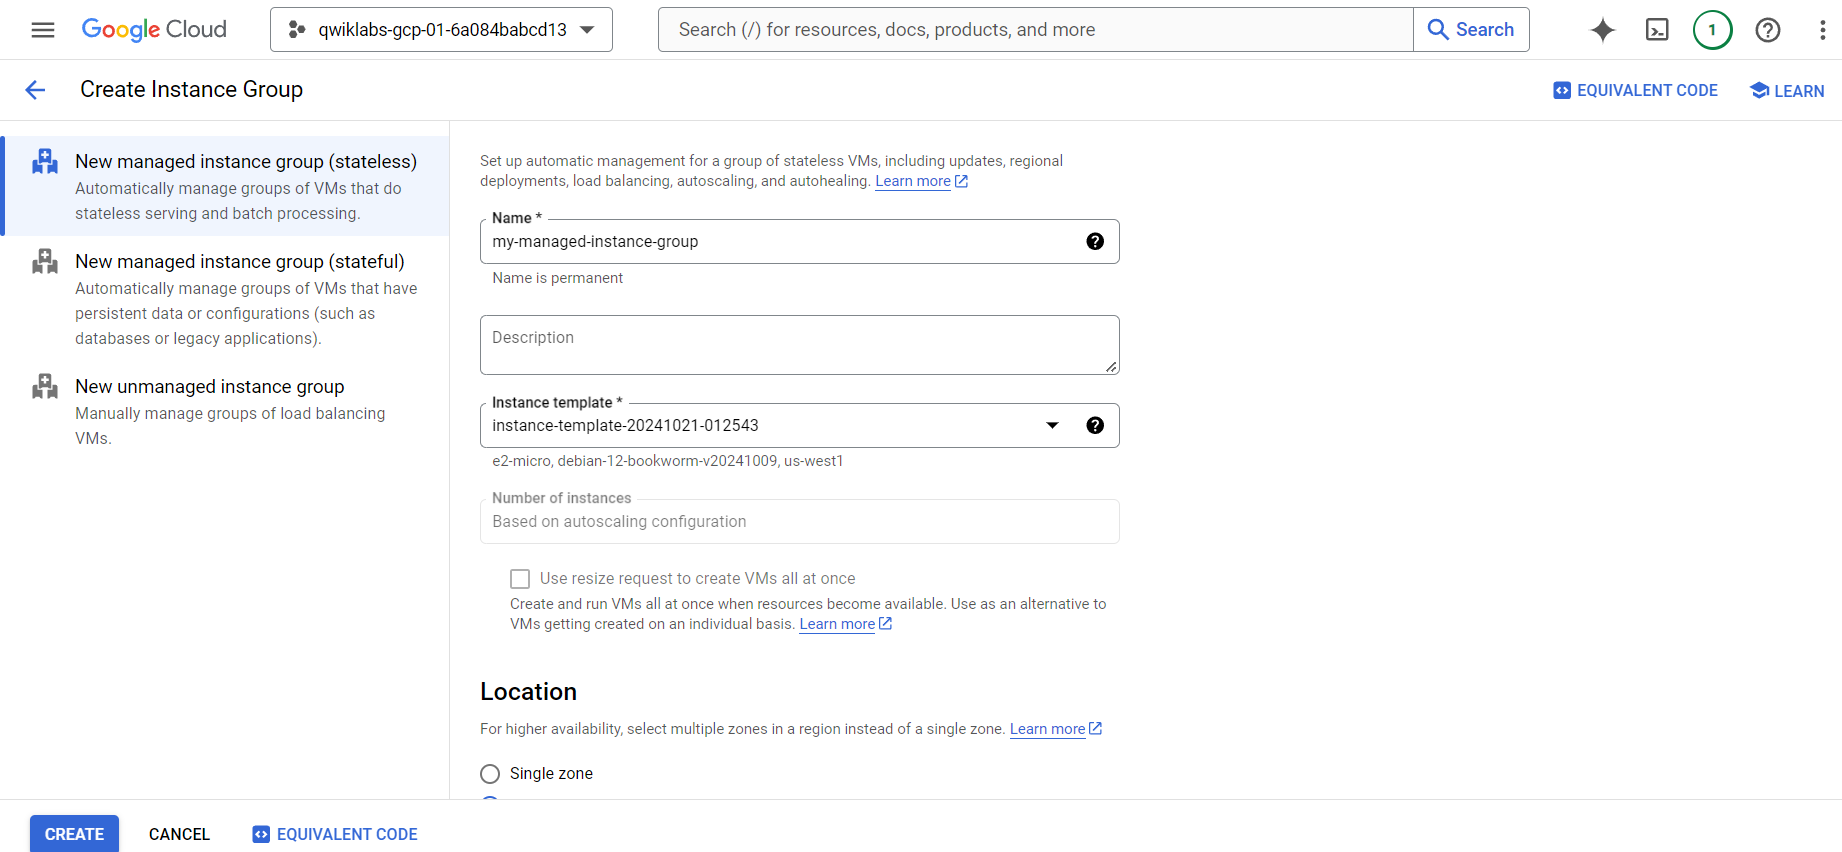 Google Cloud
qwiklabs-gcp-01-6a084babcd13
Search (/) for resources, docs, products, and more
Search
1
Create Instance Group
EQUIVALENT CODE
LEARN
New managed instance group (stateless)
Automatically manage groups of VMs that do
stateless serving and batch processing.
New managed instance group (stateful)
Automatically manage groups of VMs that have
persistent data or configurations (such as
databases or legacy applications).
New unmanaged instance group
Manually manage groups of load balancing
VMs.
Set up automatic management for a group of stateless VMs, including updates, regional
deployments, load balancing, autoscaling, and autohealing. Learn more
Name *
my-managed-instance-group
Name is permanent
Description
Instance template *
instance-template-20241021-012543
e2-micro, debian-12-bookworm-v20241009, us-west1
Number of instances
Based on autoscaling configuration
Use resize request to create VMs all at once
Create and run VMs all at once when resources become available. Use as an alternative to
VMs getting created on an individual basis. Learn more
Location
For higher availability, select multiple zones in a region instead of a single zone. Learn more
Single zone
CREATE
CANCEL
EQUIVALENT CODE